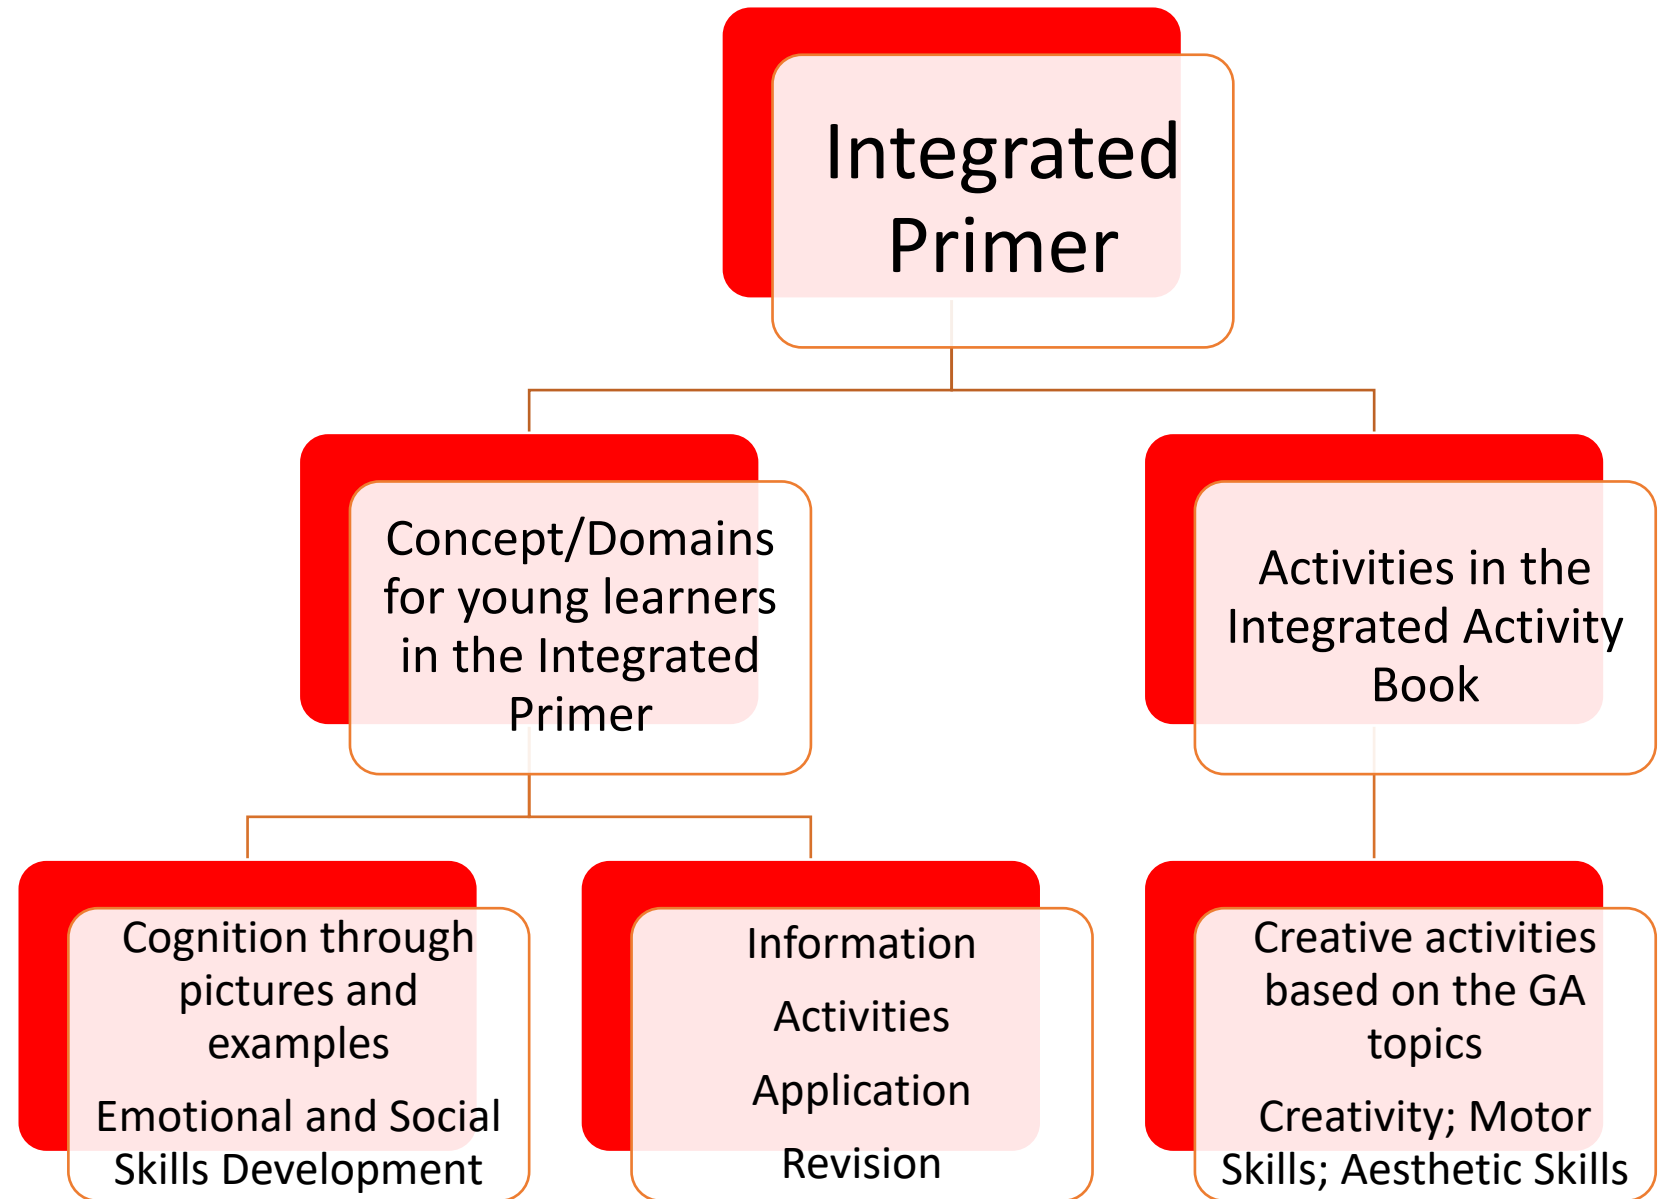 Integrated
Primer
Concept/Domains
for young learners
in the Integrated
Primer
Activities in the
Integrated Activity
Book
Cognition through
pictures and
examples
Emotional and Social
Skills Development
Information
Activities
Application
Revision
Creative activities
based on the GA
topics
Creativity; Motor
Skills; Aesthetic Skills